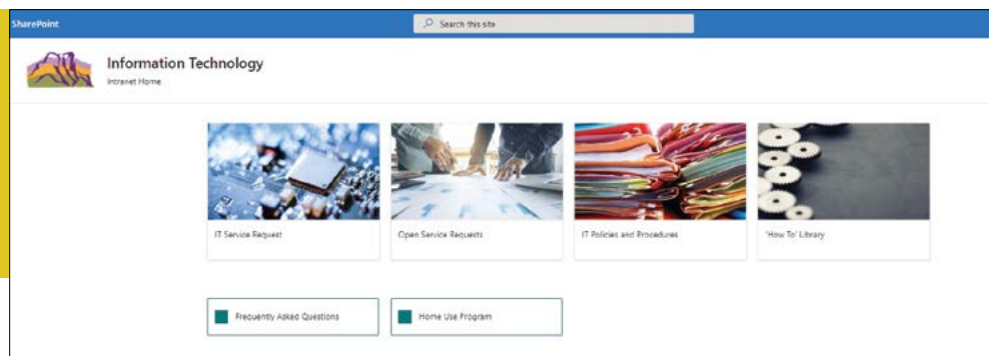 SharePoint
Search this site
Information Technology
Intranet Home
IT Service Request
Open Service Requests
IT Policies and Procedures
'How To' Library
Frequently Asked Questions
Home Use Program